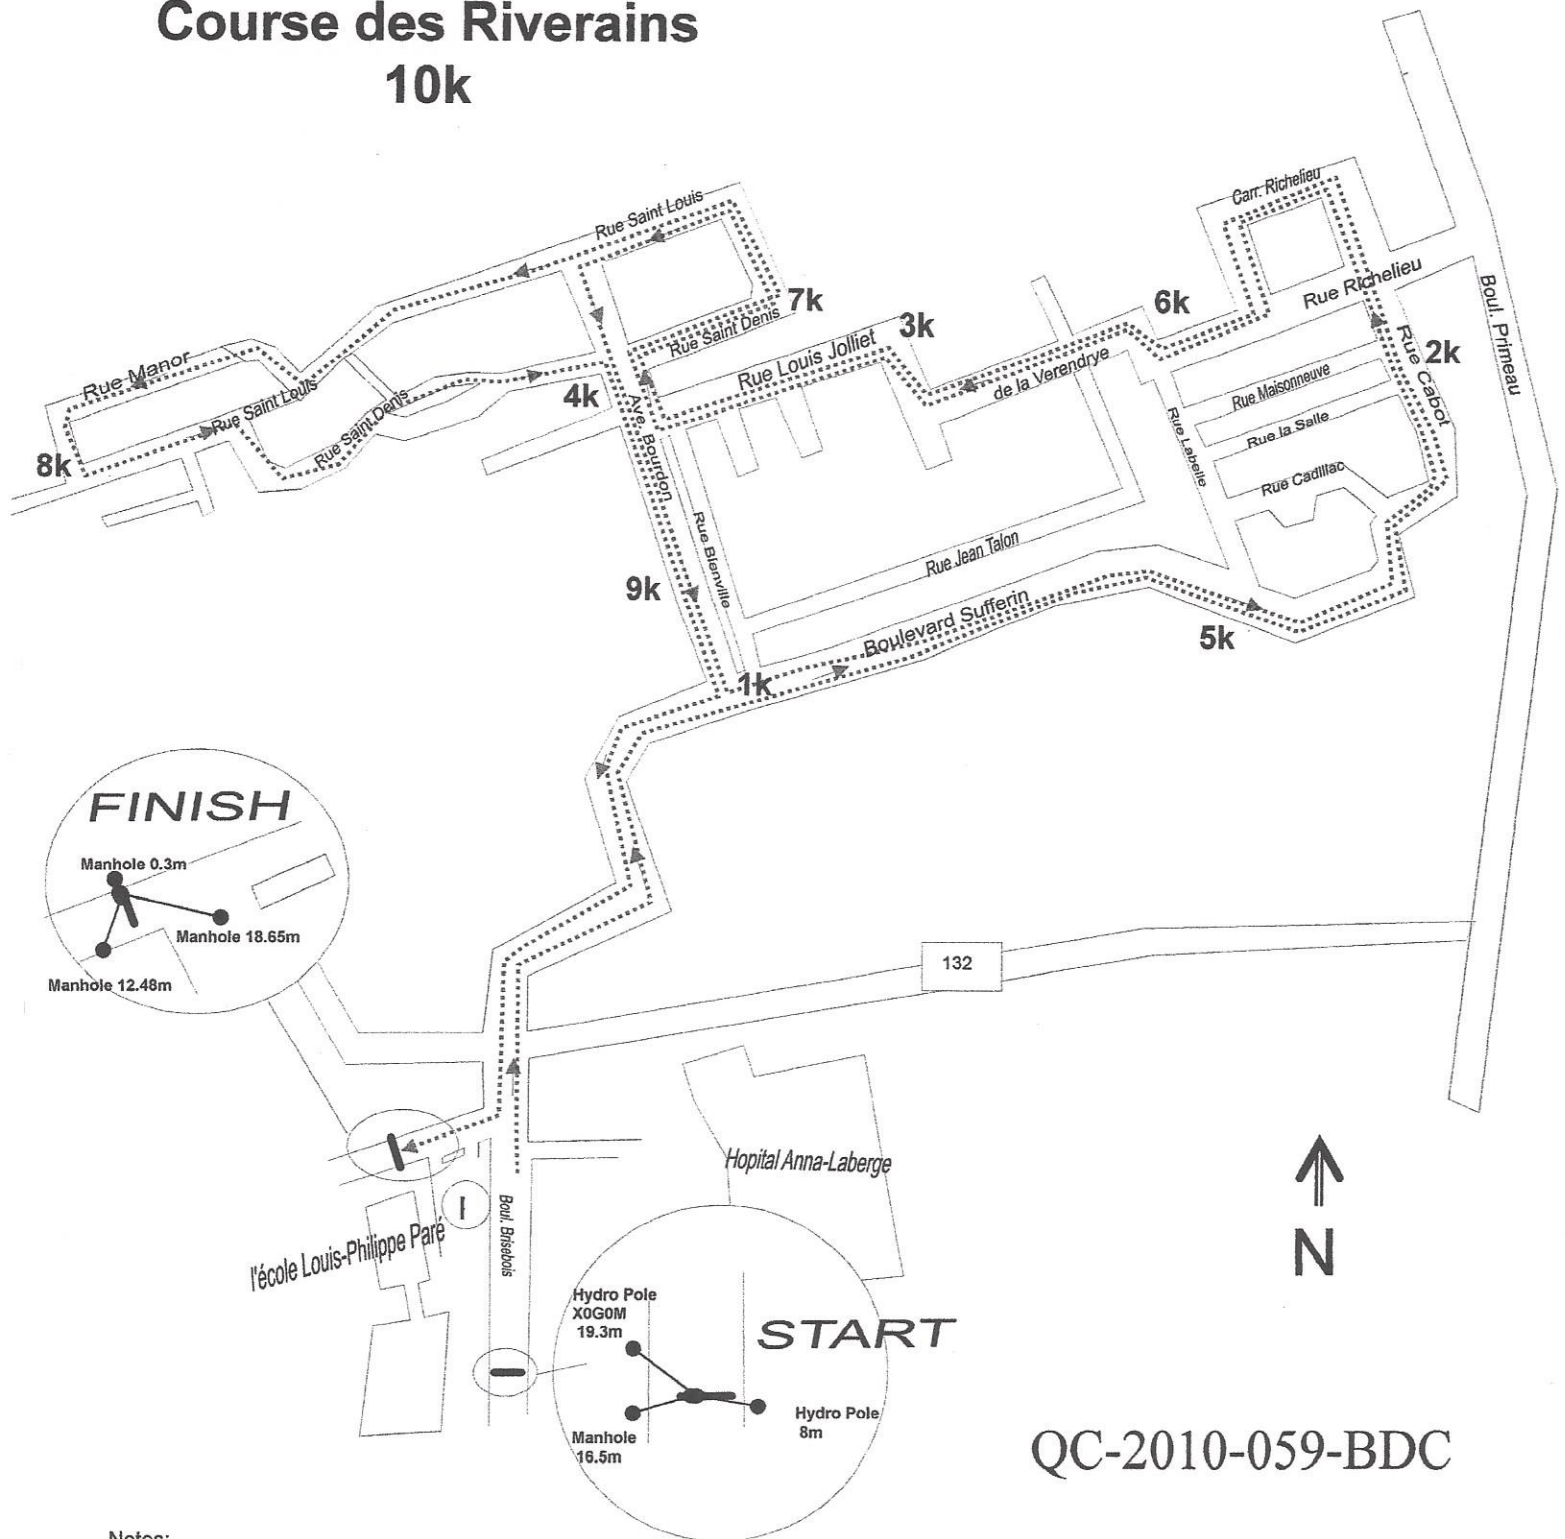 Course des Riverains
10k
Carr. Richelieu
Rue Saint Louis
Rue Richelieu
Boul. Primeau
7k
6k
3k
2k
Rue Saint Denis
Rue Louis Jolliet
de la Verendrye
Rue Cabot
Rue Manor
Rue Saint Louis
Rue Saint Denis
4k
Ave. Bourdon
Rue Maisonneuve
Rue la Salle
Rue Labelle
Rue Cadillac
8k
Rue Bienville
Rue Jean Talon
9k
Boulevard Sufferin
5k
1k
FINISH
Manhole 0.3m
Manhole 18.65m
Manhole 12.48m
132
Hopital Anna-Laberge
Boul. Brisebois
l'école Louis-Philippe Paré
N
Hydro Pole
X0G0M
19.3m
START
Hydro Pole
8m
Manhole
16.5m
QC-2010-059-BDC
Notes: